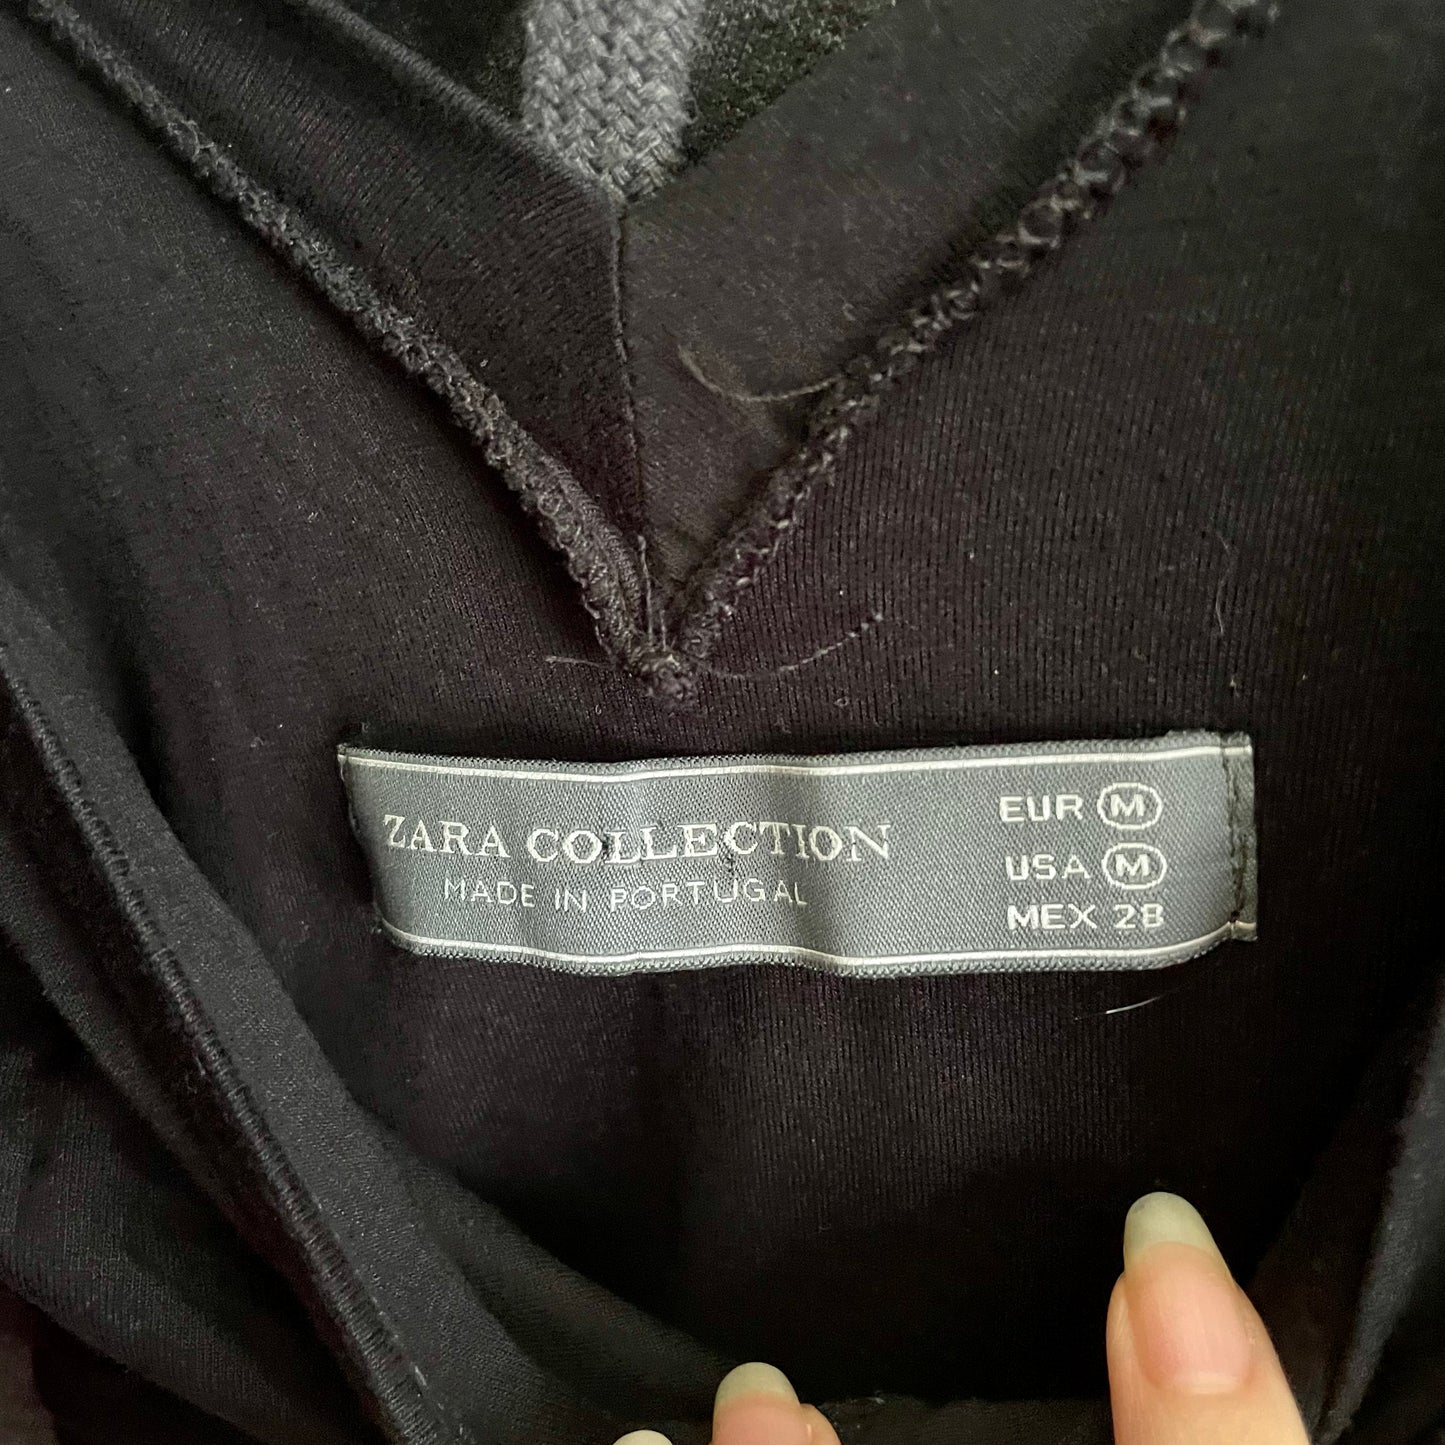 ZARA COLLECTION
MADE IN PORTUGAL
EUR M
USA M
MEX 28